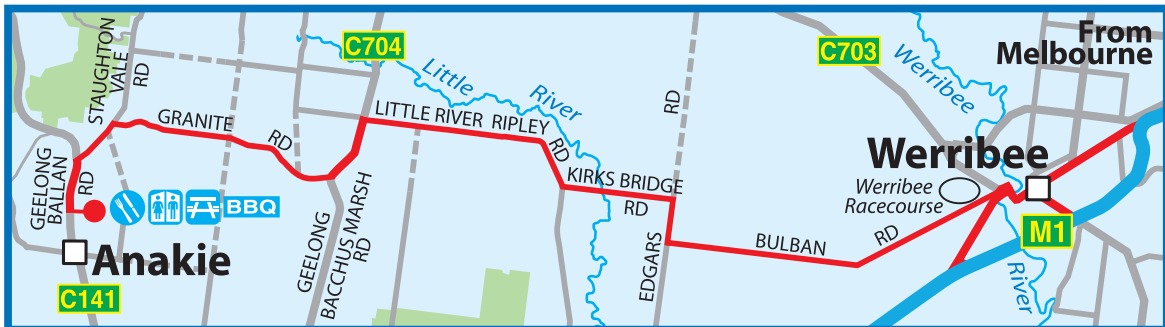 From
Melbourne
C704
C703
STAUGHTON
VALE
RD
Little
River
Werribee
River
RD
GRANITE
RD
LITTLE RIVER RIPLEY
RD
Werribee
GEELONG
BALLAN
RD
BBQ
KIRKS BRIDGE
RD
Werribee
Racecourse
GEELONG
BACCHUS MARSH
RD
EDGARS
BULBAN
RD
M1
Anakie
C141